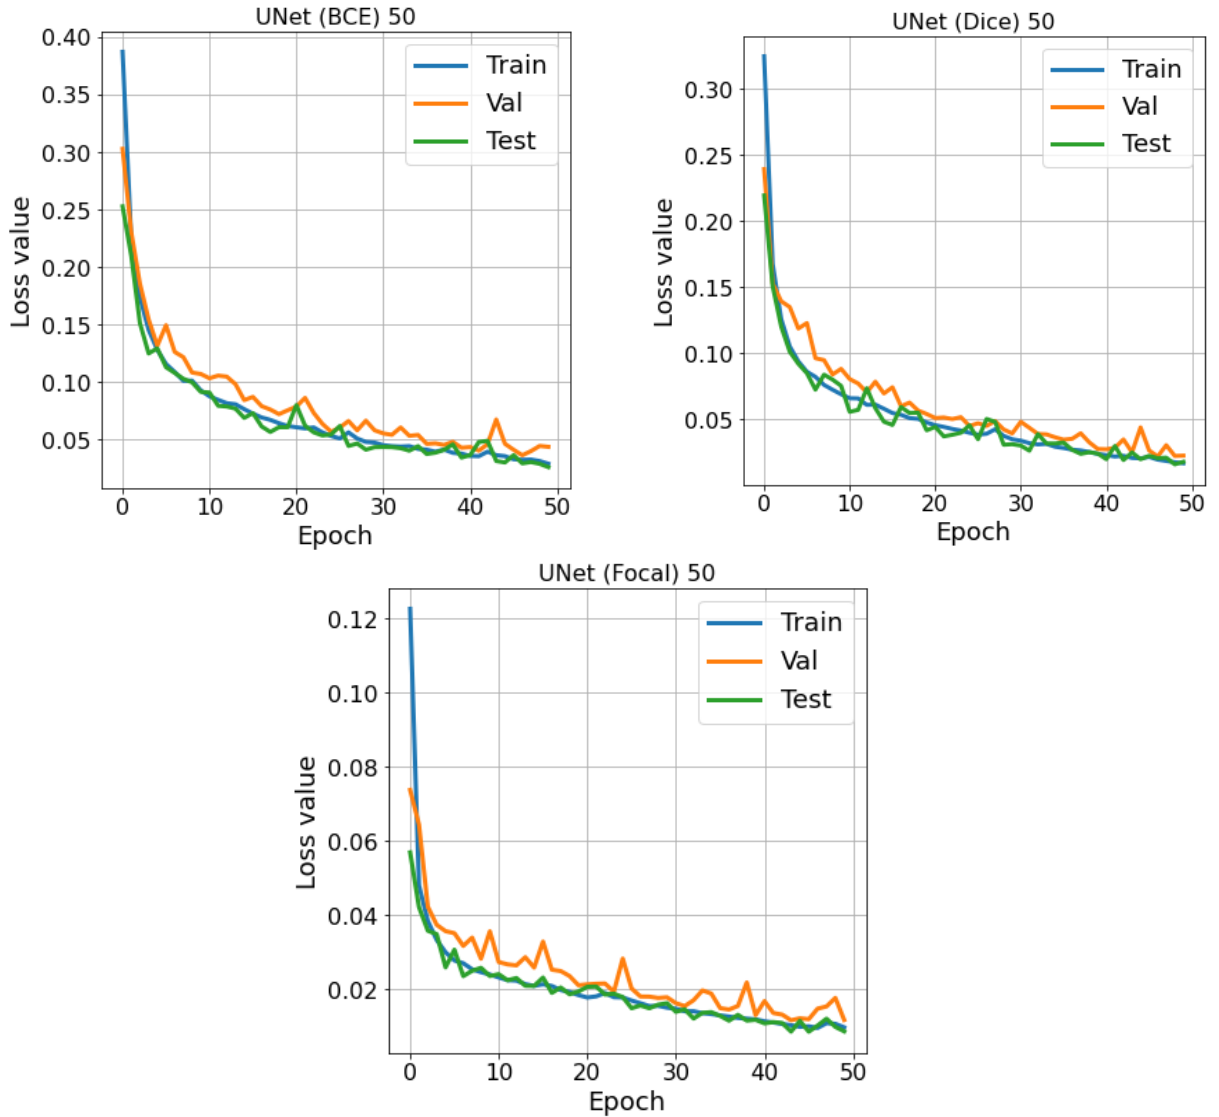 UNet (BCE) 50
0.40
0.35
0.30
0.25
0.20
0.15
0.10
0.05
Loss value
Train
Val
Test
0 10 20 30 40 50
Epoch
UNet (Dice) 50
0.30
0.25
0.20
0.15
0.10
0.05
Loss value
Train
Val
Test
0 10 20 30 40 50
Epoch
UNet (Focal) 50
0.12
0.10
0.08
0.06
0.04
0.02
Loss value
Train
Val
Test
0 10 20 30 40 50
Epoch